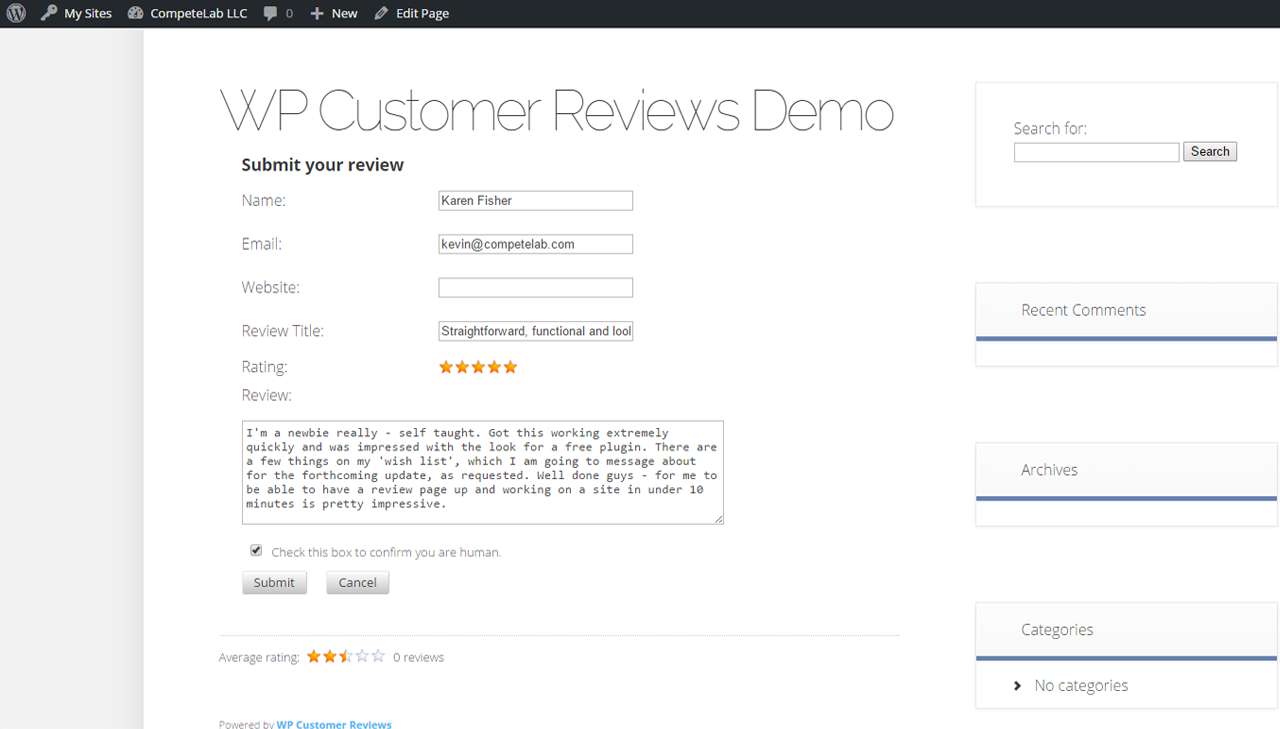 My Sites CompeteLab LLC 0 New Edit Page
WP Customer Reviews Demo
Submit your review
Name: Karen Fisher
Email: kevin@competelab.com
Website:
Review Title: Straightforward, functional and lool
Rating:
Review:
I'm a newbie really - self taught. Got this working extremely
quickly and was impressed with the look for a free plugin. There are
a few things on my 'wish list', which I am going to message about
for the forthcoming update, as requested. Well done guys - for me to
be able to have a review page up and working on a site in under 10
minutes is pretty impressive.
Check this box to confirm you are human.
Submit Cancel
Average rating: 0 reviews
Powered by WP Customer Reviews
Search for:
Search
Recent Comments
Archives
Categories
No categories